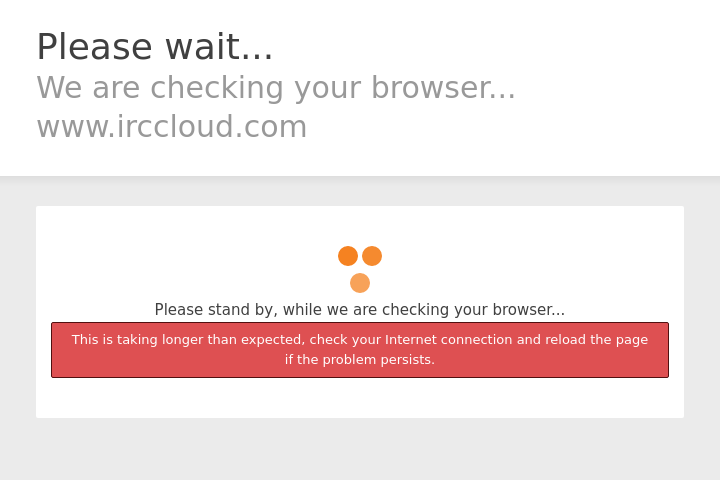 Please wait...
We are checking your browser...
www.irccloud.com
Please stand by, while we are checking your browser...
This is taking longer than expected, check your Internet connection and reload the page
if the problem persists.